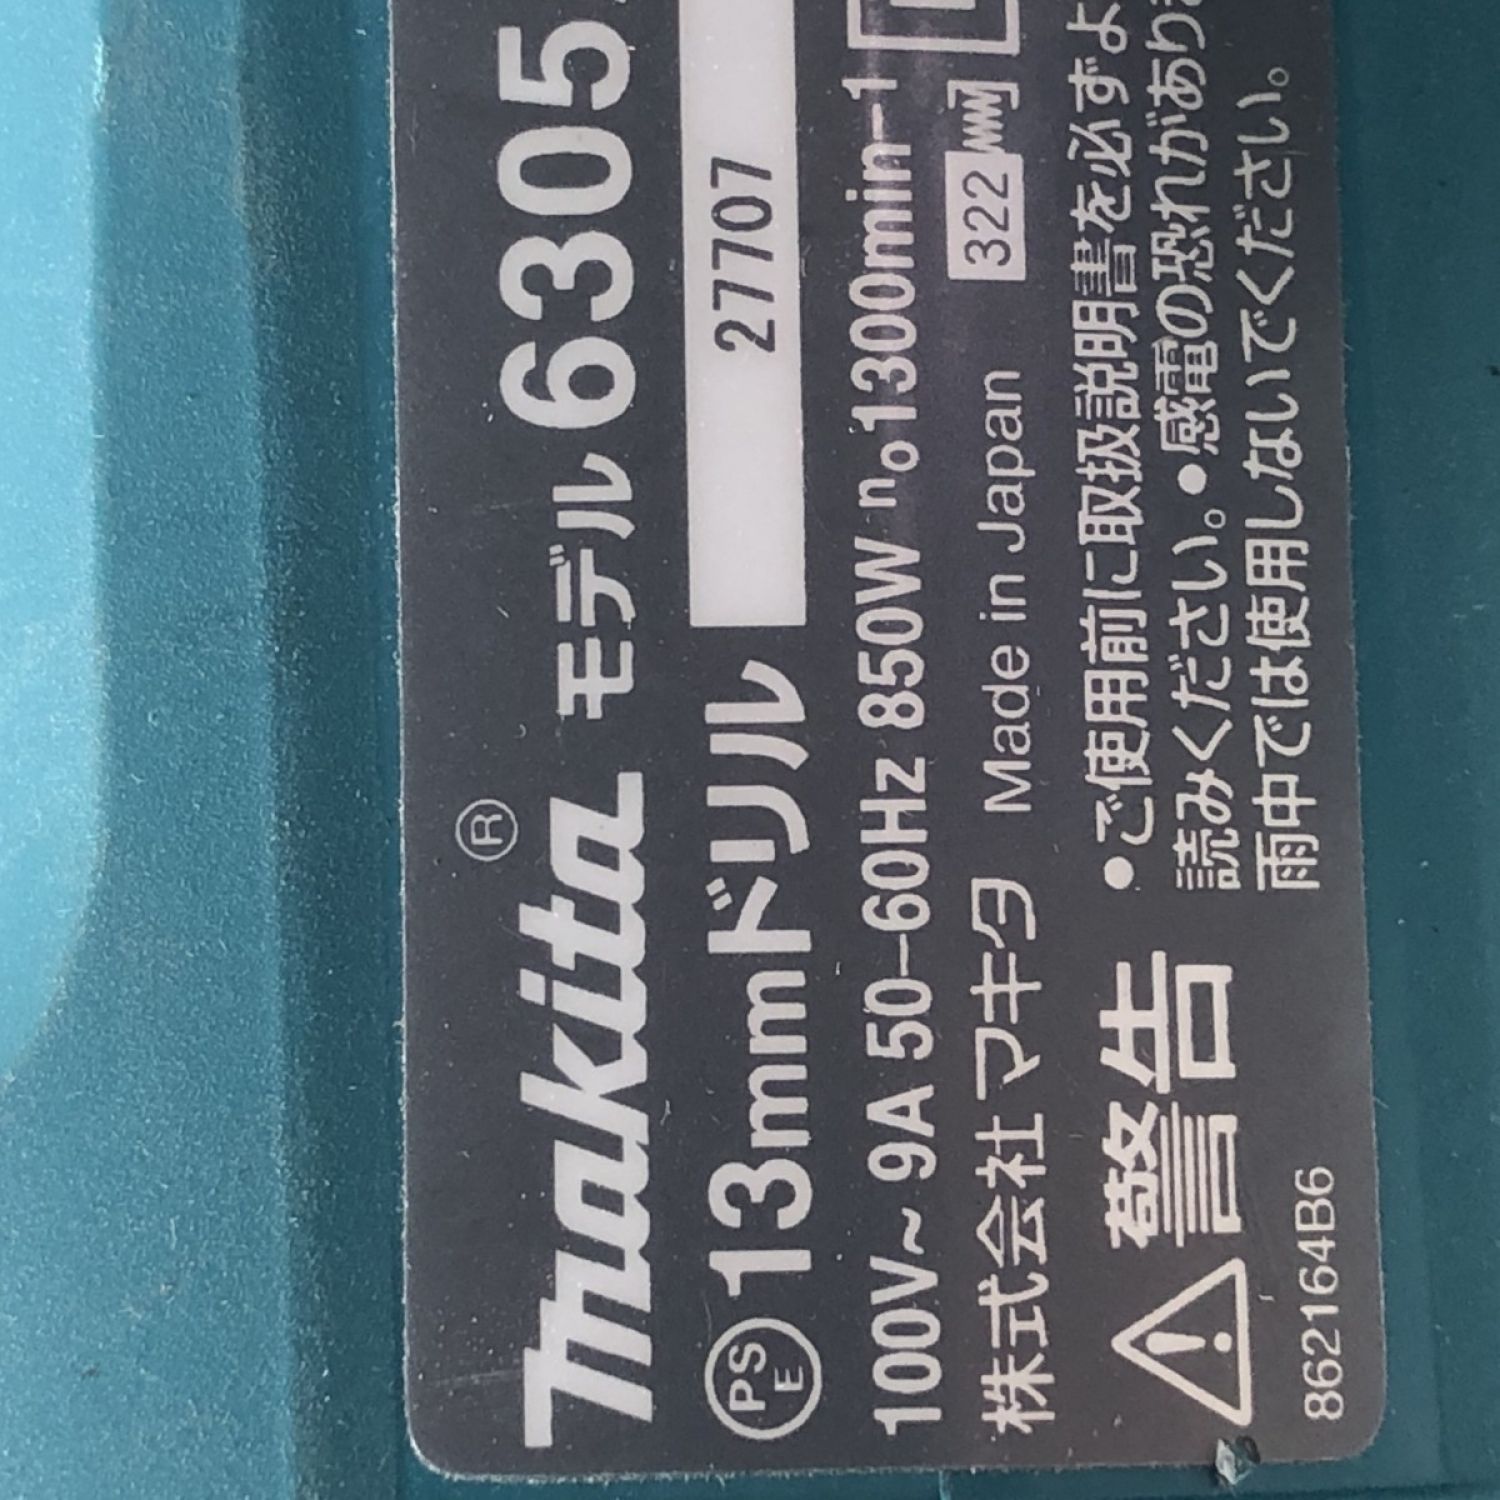 makita® モデル 6305
PSE 13mmドリル 27707
100V~ 9A 50-60Hz 850W n₀1300min-1
株式会社 マキタ Made in Japan 322
警告
•ご使用前に取扱説明書を必ずよ
読みください。•感電の恐れがあり
雨中では使用しないでください。
862164B6